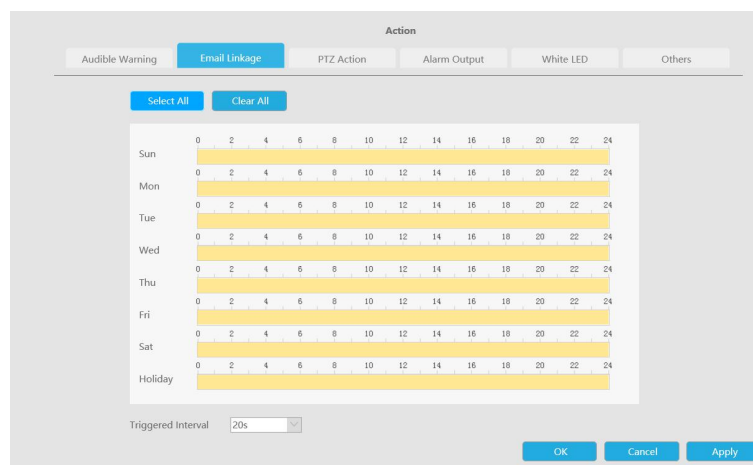 Action
Audible Warning Email Linkage PTZ Action Alarm Output White LED Others
Select All Clear All
0 2 4 6 8 10 12 14 16 18 20 22 24
Sun
0 2 4 6 8 10 12 14 16 18 20 22 24
Mon
0 2 4 6 8 10 12 14 16 18 20 22 24
Tue
0 2 4 6 8 10 12 14 16 18 20 22 24
Wed
0 2 4 6 8 10 12 14 16 18 20 22 24
Thu
0 2 4 6 8 10 12 14 16 18 20 22 24
Fri
0 2 4 6 8 10 12 14 16 18 20 22 24
Sat
0 2 4 6 8 10 12 14 16 18 20 22 24
Holiday
Triggered Interval 20s
OK Cancel Apply